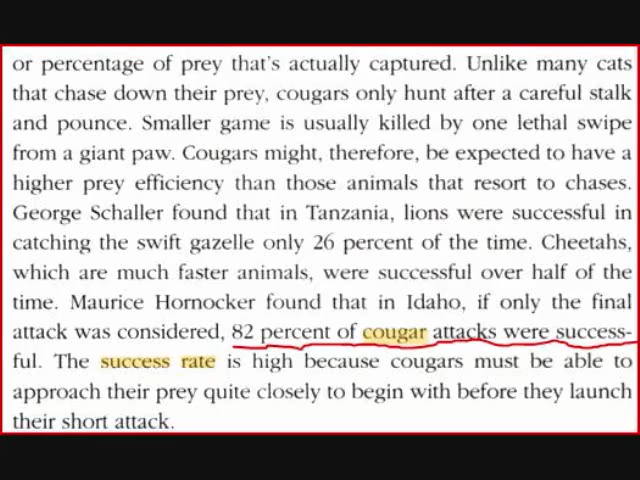 or percentage of prey that's actually captured. Unlike many cats
that chase down their prey, cougars only hunt after a careful stalk
and pounce. Smaller game is usually killed by one lethal swipe
from a giant paw. Cougars might, therefore, be expected to have a
higher prey efficiency than those animals that resort to chases.
George Schaller found that in Tanzania, lions were successful in
catching the swift gazelle only 26 percent of the time. Cheetahs,
which are much faster animals, were successful over half of the
time. Maurice Hornocker found that in Idaho, if only the final
attack was considered, 82 percent of cougar attacks were success-
ful. The success rate is high because cougars must be able to
approach their prey quite closely to begin with before they launch
their short attack.